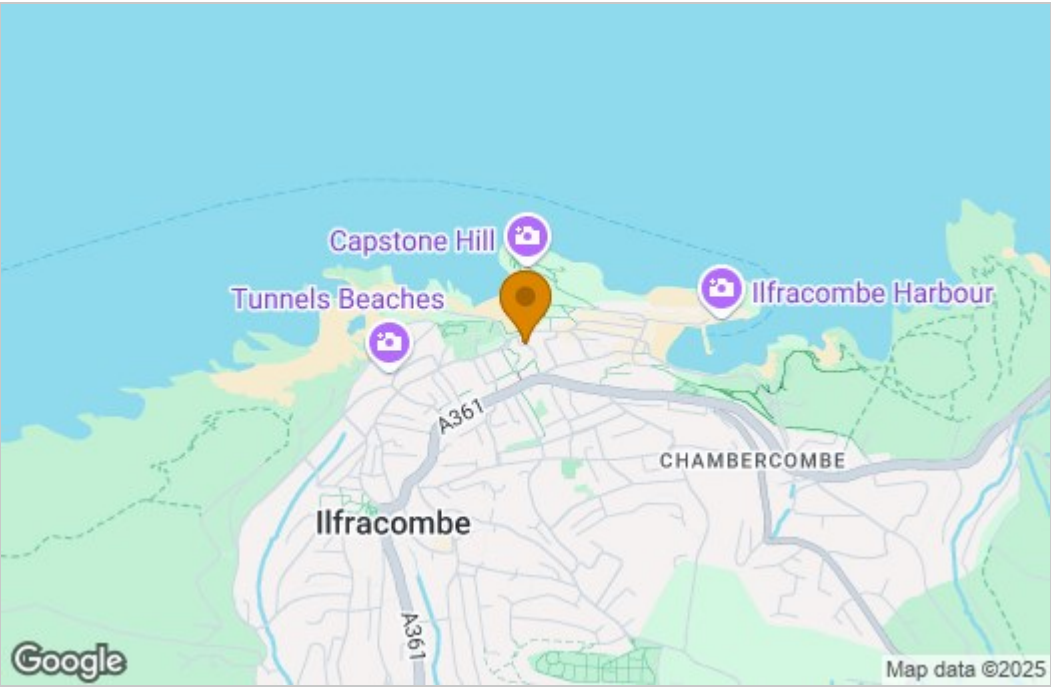 Capstone Hill
Tunnels Beaches
Ilfracombe Harbour
A361
CHAMBERCOMBE
Ilfracombe
A361
Google
Map data ©2025